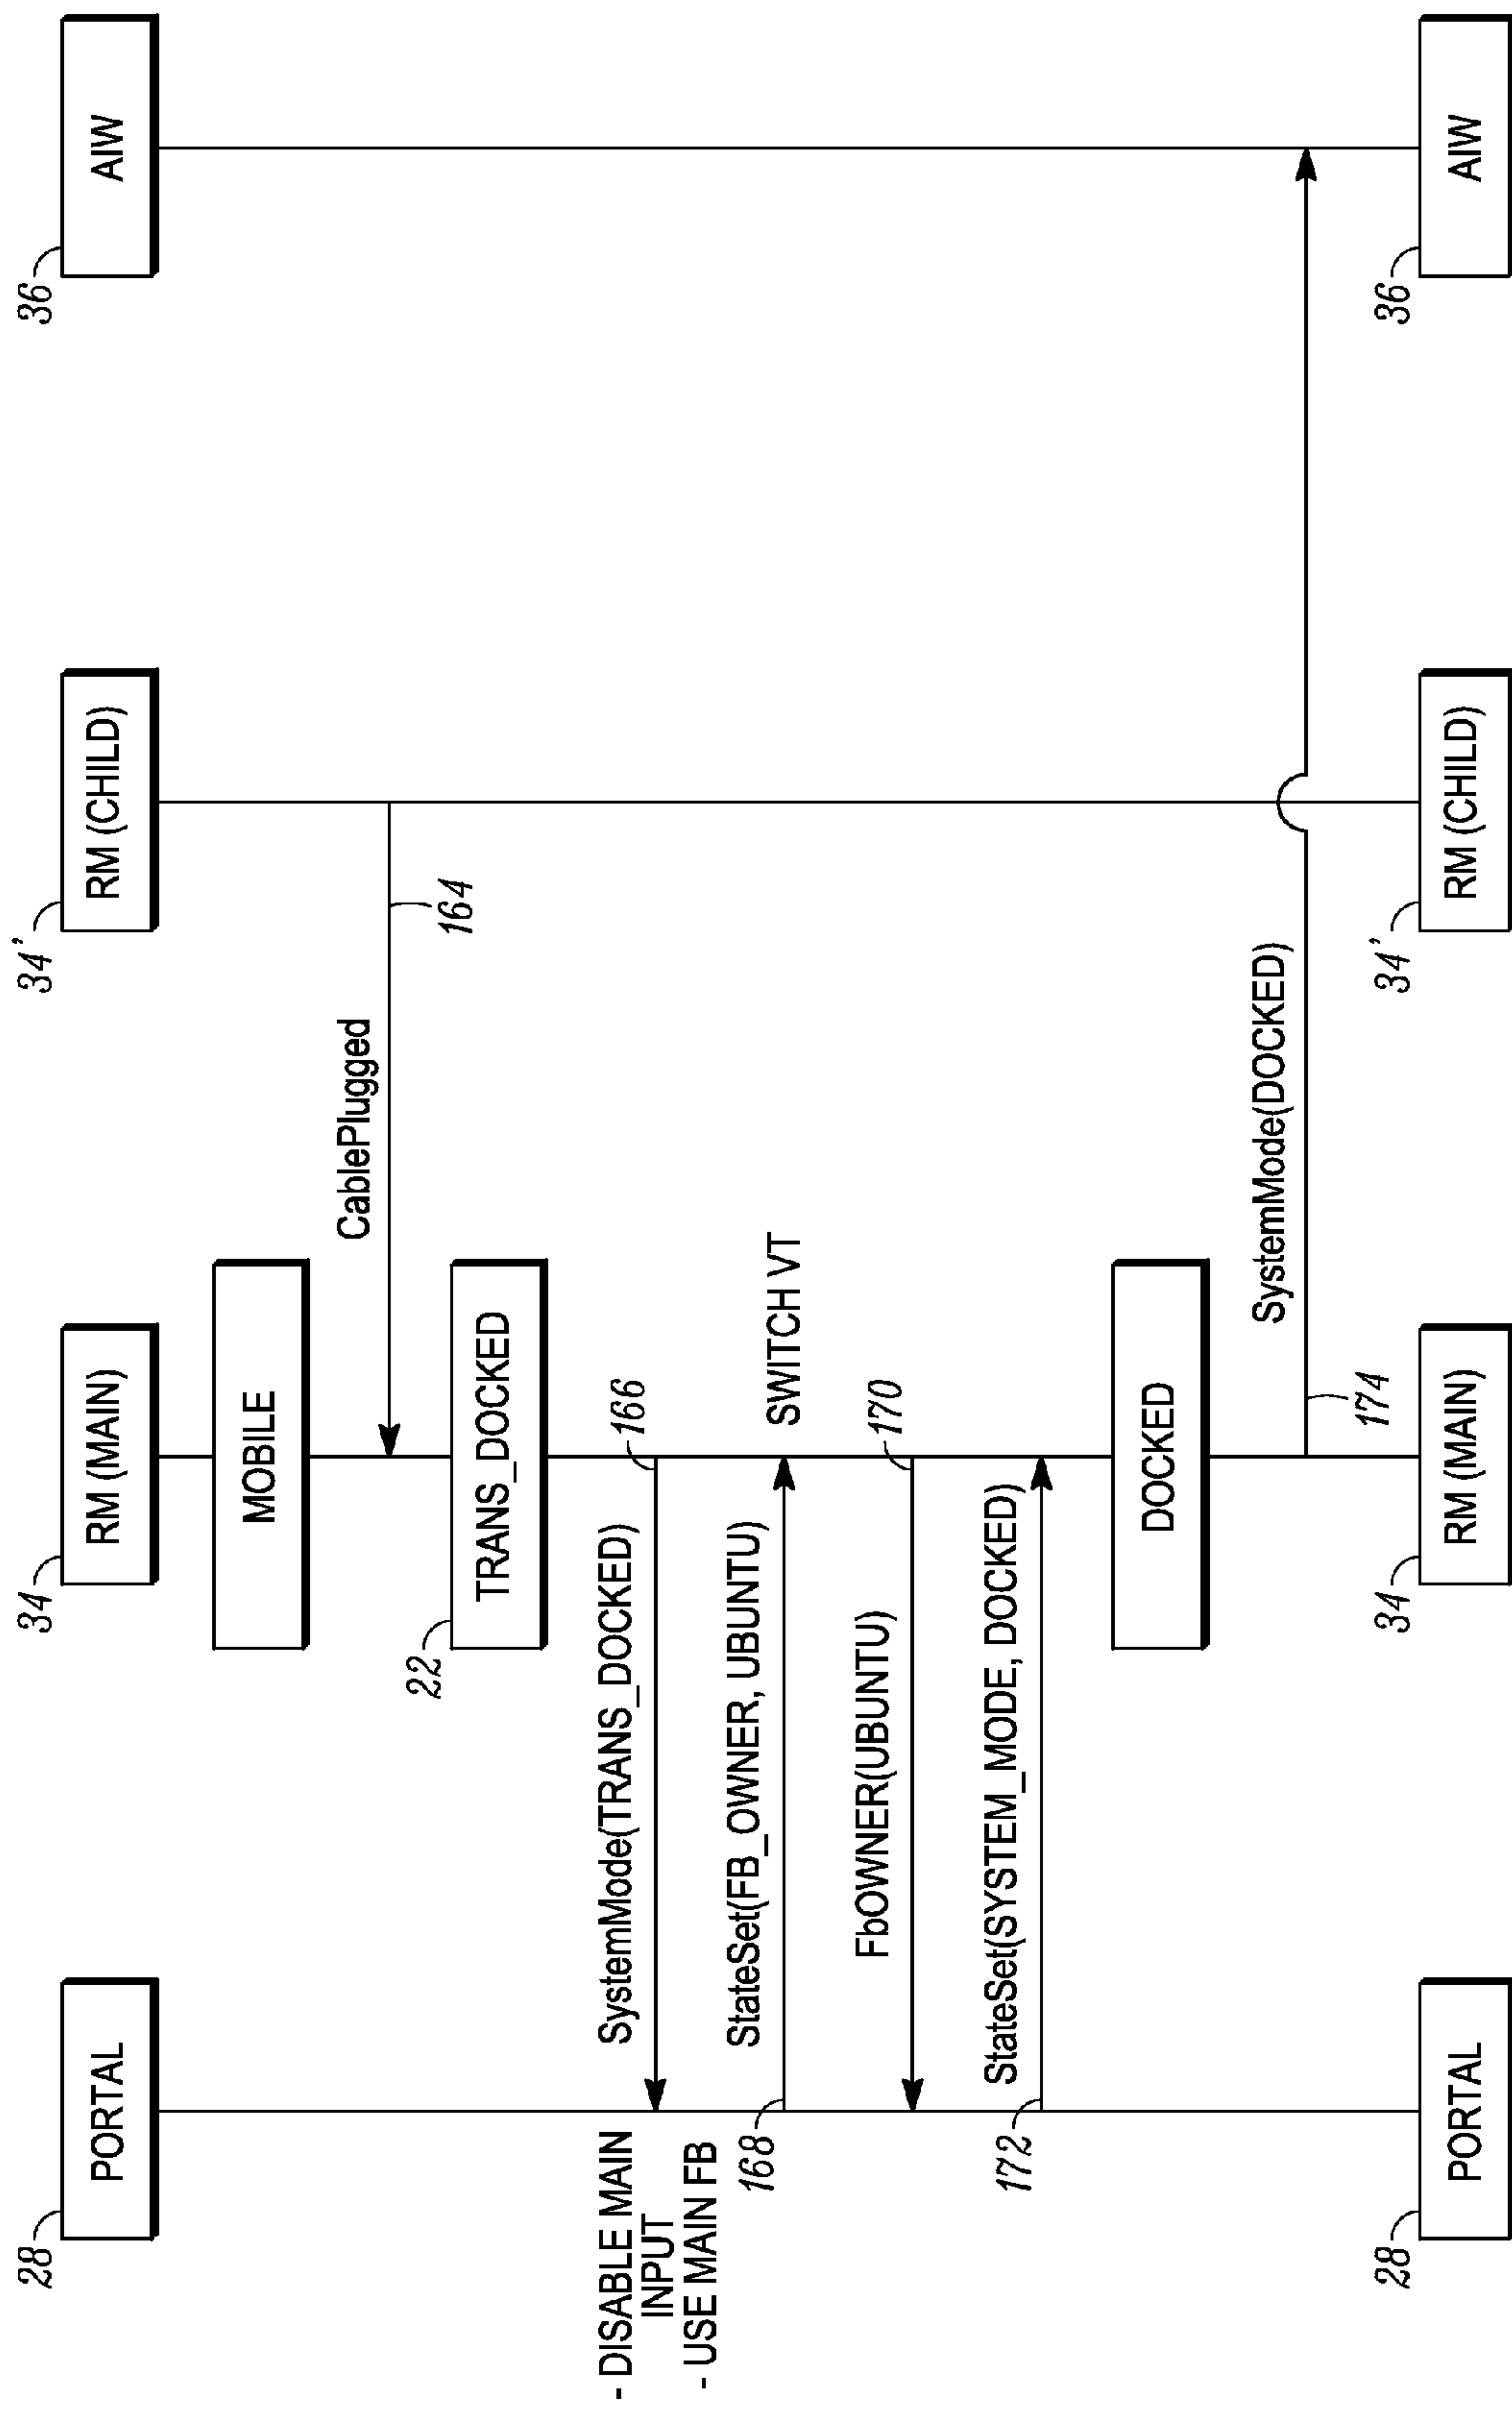 28
PORTAL
34
RM (MAIN)
34'
RM (CHILD)
36
AIW
MOBILE
CablePlugged
164
22
TRANS_DOCKED
- DISABLE MAIN
INPUT
- USE MAIN FB
SystemMode(TRANS_DOCKED)
166
168
StateSet(FB_OWNER, UBUNTU)
SWITCH VT
FbOWNER(UBUNTU)
170
172
StateSet(SYSTEM_MODE, DOCKED)
DOCKED
SystemMode(DOCKED)
174
28
PORTAL
34
RM (MAIN)
34'
RM (CHILD)
36
AIW